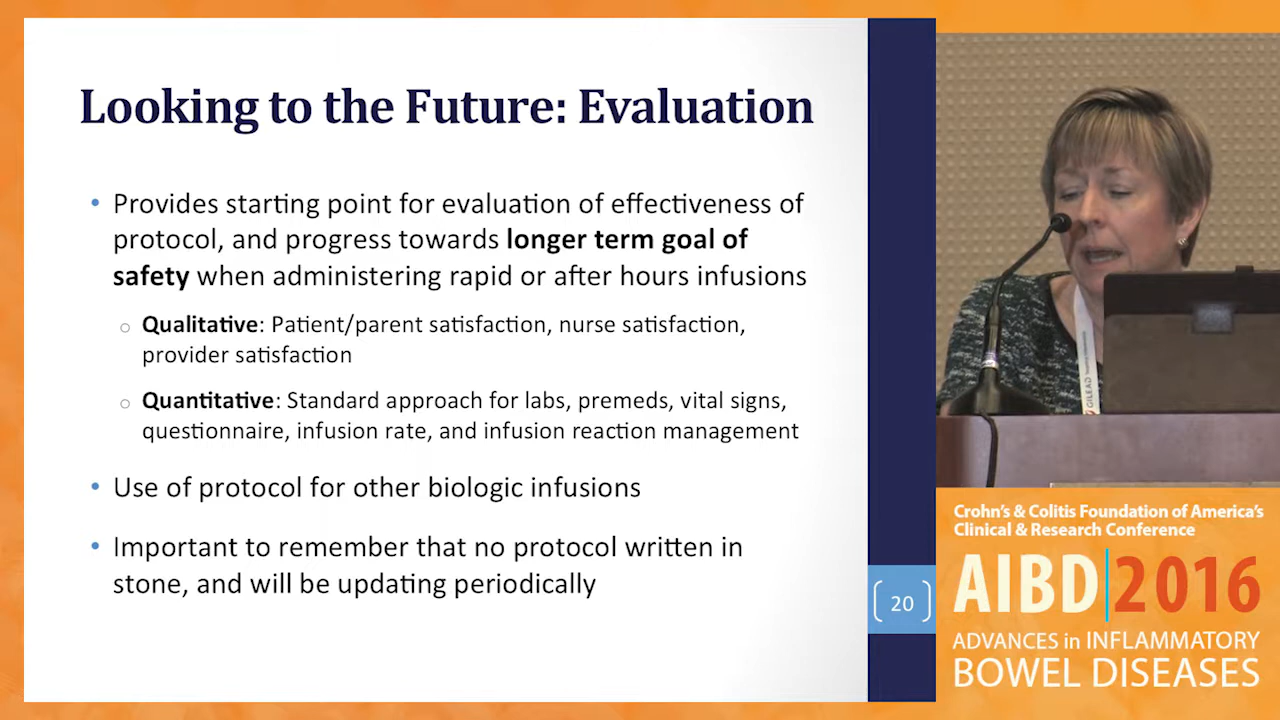 Looking to the Future: Evaluation
• Provides starting point for evaluation of effectiveness of
protocol, and progress towards longer term goal of
safety when administering rapid or after hours infusions
o Qualitative: Patient/parent satisfaction, nurse satisfaction,
provider satisfaction
o Quantitative: Standard approach for labs, premeds, vital signs,
questionnaire, infusion rate, and infusion reaction management
• Use of protocol for other biologic infusions
• Important to remember that no protocol written in
stone, and will be updating periodically
20
GILEAD
Crohn's & Colitis Foundation of America's
Clinical & Research Conference
AIBD|2016
ADVANCES in INFLAMMATORY
BOWEL DISEASES